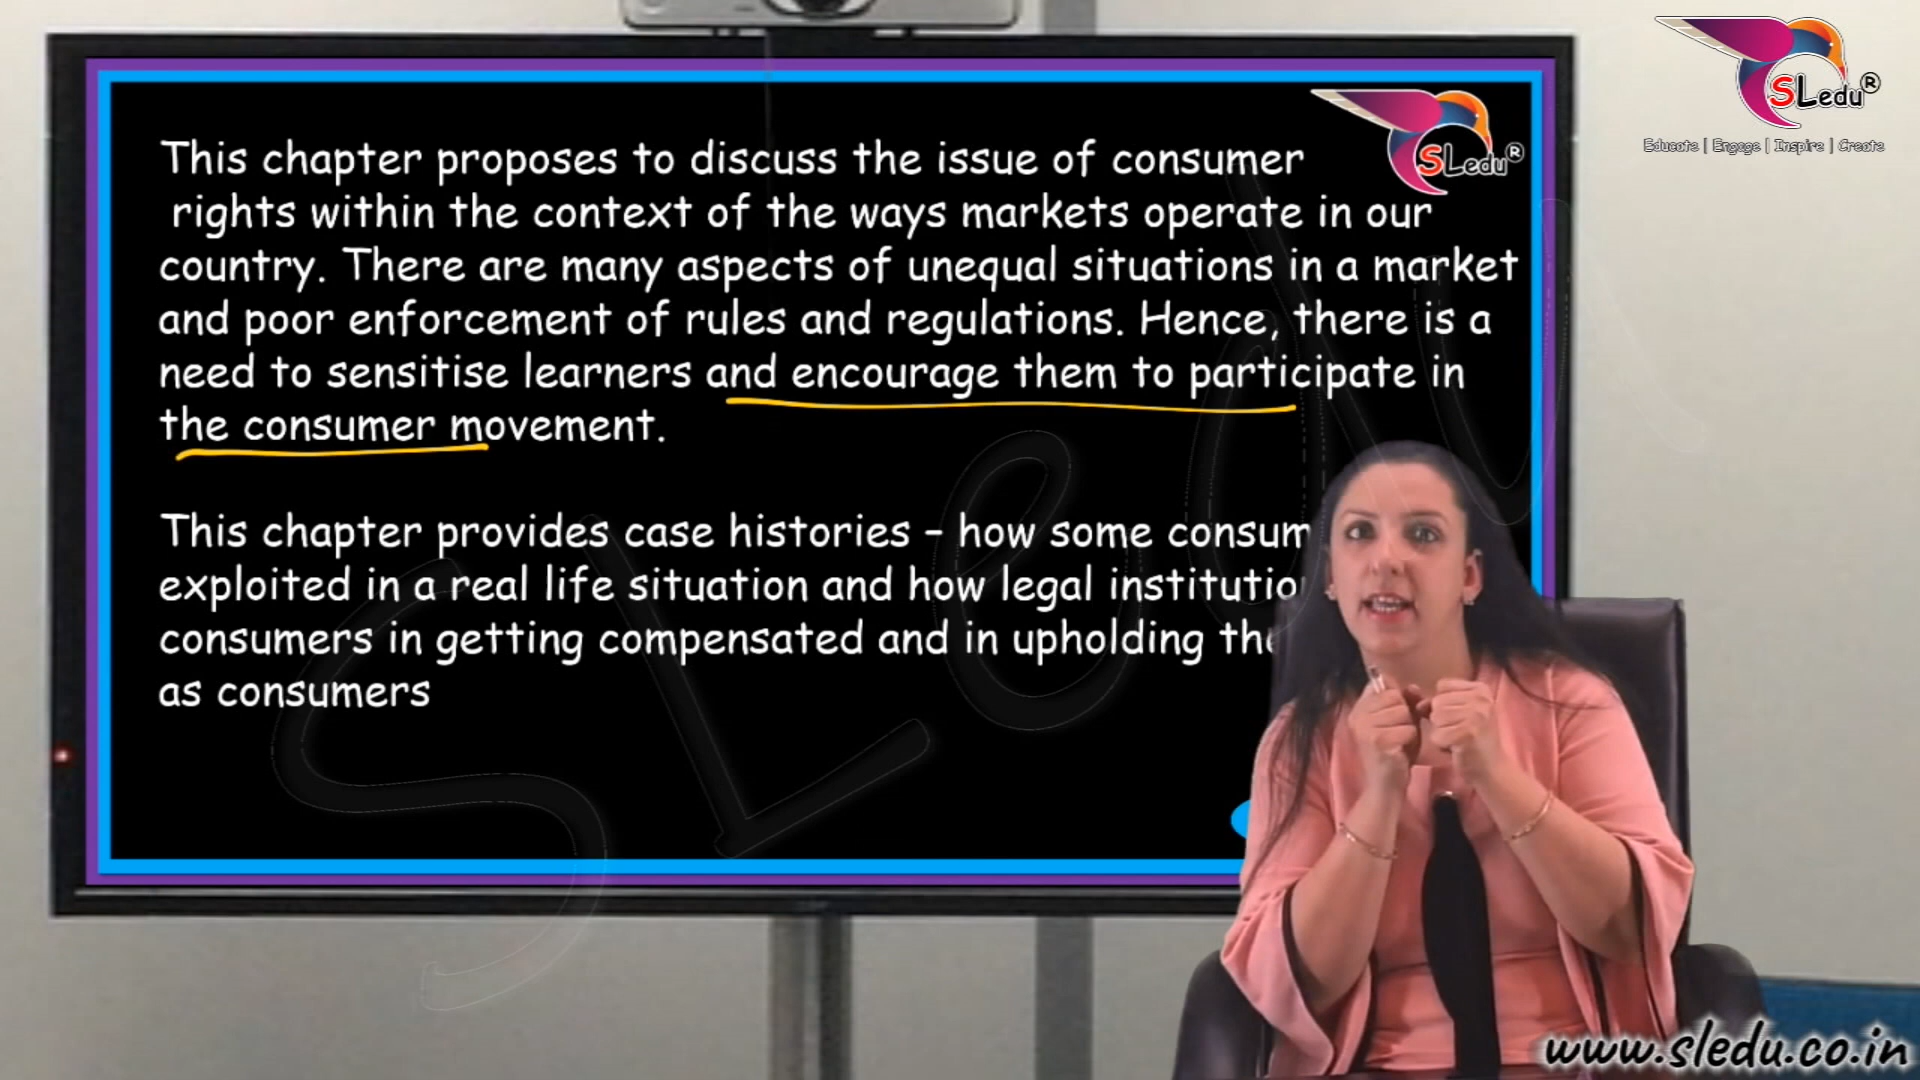 SLedu®
Educate | Engage | Inspire | Create
SLedu®
This chapter proposes to discuss the issue of consumer
rights within the context of the ways markets operate in our
country. There are many aspects of unequal situations in a market
and poor enforcement of rules and regulations. Hence, there is a
need to sensitise learners and encourage them to participate in
the consumer movement.
This chapter provides case histories – how some consum
exploited in a real life situation and how legal institutio
consumers in getting compensated and in upholding the
as consumers
SLedu
www.sledu.co.in